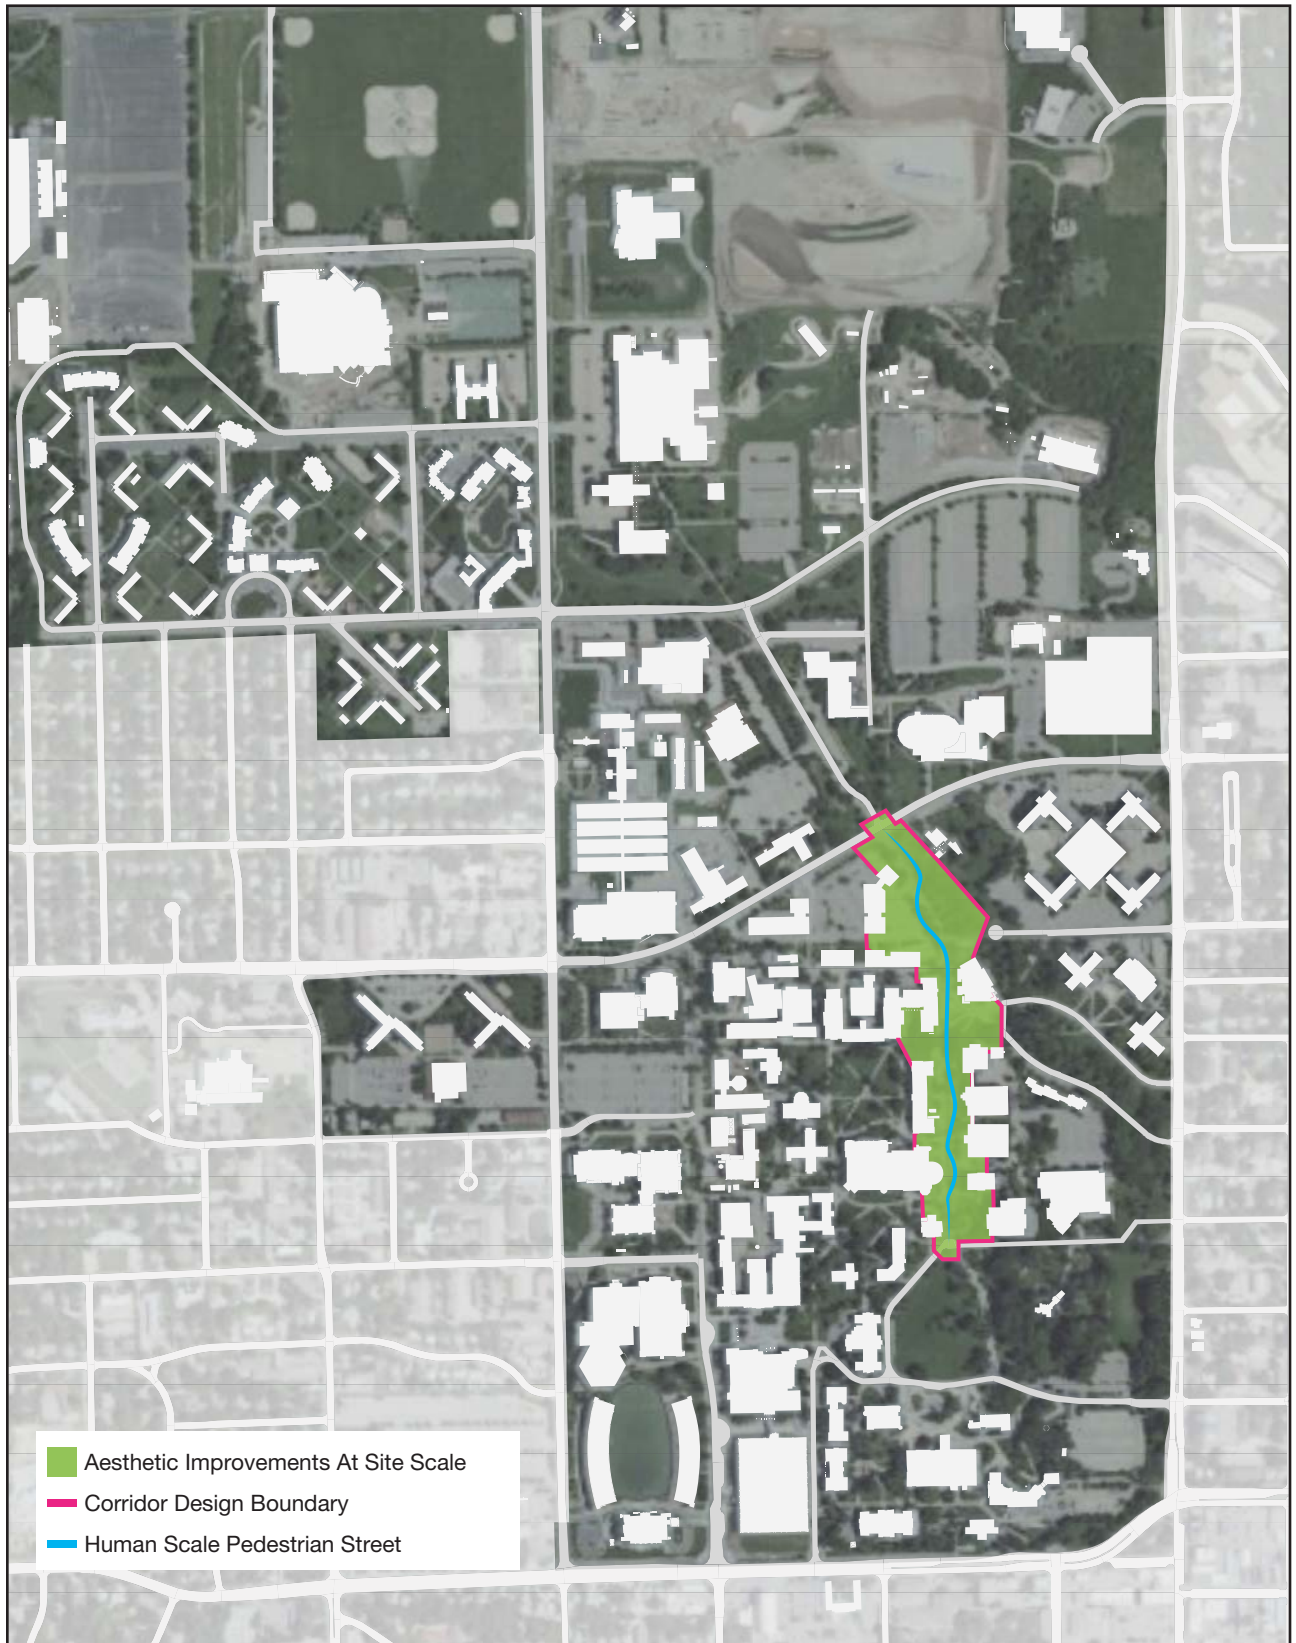 Aesthetic Improvements At Site Scale
Corridor Design Boundary
Human Scale Pedestrian Street